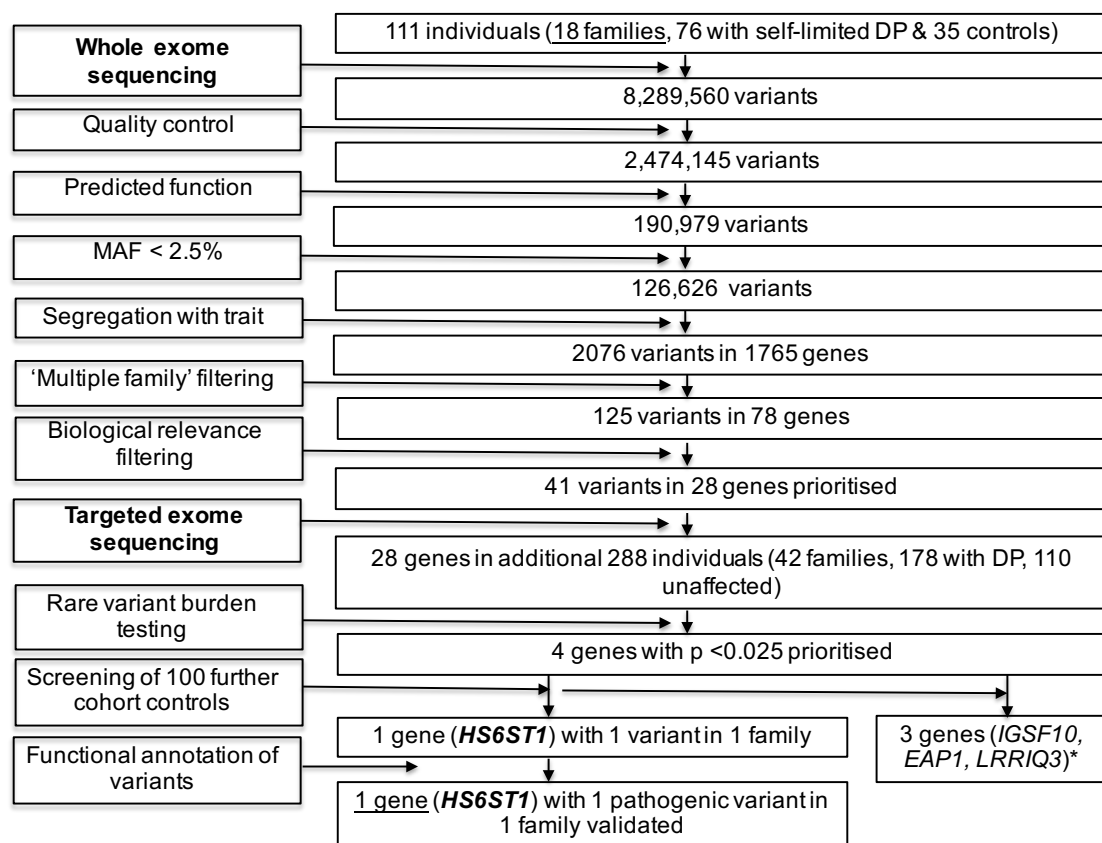 111 individuals (18 families, 76 with self-limited DP & 35 controls)
Whole exome
sequencing
8,289,560 variants
Quality control
2,474,145 variants
Predicted function
190,979 variants
MAF < 2.5%
126,626 variants
Segregation with trait
2076 variants in 1765 genes
‘Multiple family’ filtering
125 variants in 78 genes
Biological relevance
filtering
41 variants in 28 genes prioritised
Targeted exome
sequencing
28 genes in additional 288 individuals (42 families, 178 with DP, 110
unaffected)
Rare variant burden
testing
4 genes with p <0.025 prioritised
Screening of 100 further
cohort controls
1 gene (HS6ST1) with 1 variant in 1 family
3 genes (IGSF10,
EAP1, LRRIQ3)*
Functional annotation of
variants
1 gene (HS6ST1) with 1 pathogenic variant in
1 family validated